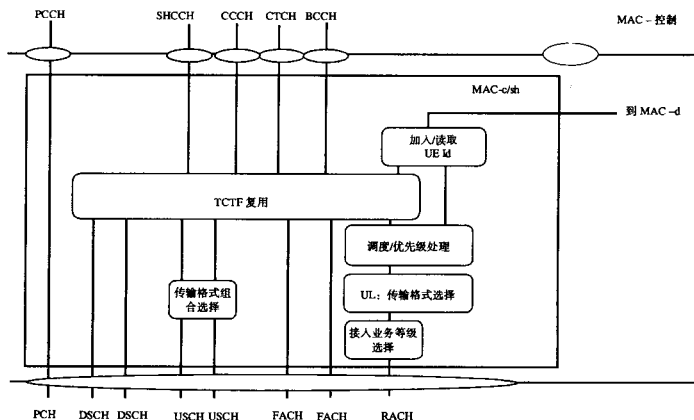 PCCH SHCCH CCCH CTCH BCCH MAC – 控制
MAC-c/sh
到 MAC –d
加入/读取
UE Id
TCTF 复用
调度/优先级处理
传输格式组
合选择
UL：传输格式选择
接入业务等级
选择
PCH DSCH DSCH USCH USCH FACH FACH RACH